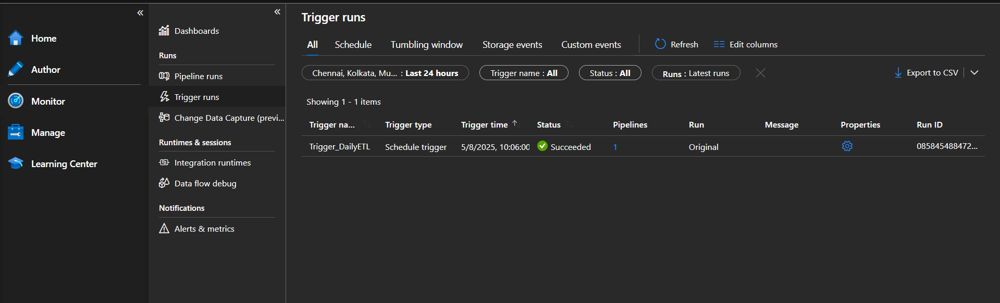 Home
Author
Monitor
Manage
Learning Center
Dashboards
Runs
Pipeline runs
Trigger runs
Change Data Capture (previ...
Runtimes & sessions
Integration runtimes
Data flow debug
Notifications
Alerts & metrics
Trigger runs
All Schedule Tumbling window Storage events Custom events Refresh Edit columns
Chennai, Kolkata, Mu... : Last 24 hours Trigger name : All Status : All Runs : Latest runs Export to CSV
Showing 1 - 1 items
Trigger na... Trigger type Trigger time Status Pipelines Run Message Properties Run ID
Trigger_DailyETL Schedule trigger 5/8/2025, 10:06:00 Succeeded 1 Original 085845488472...